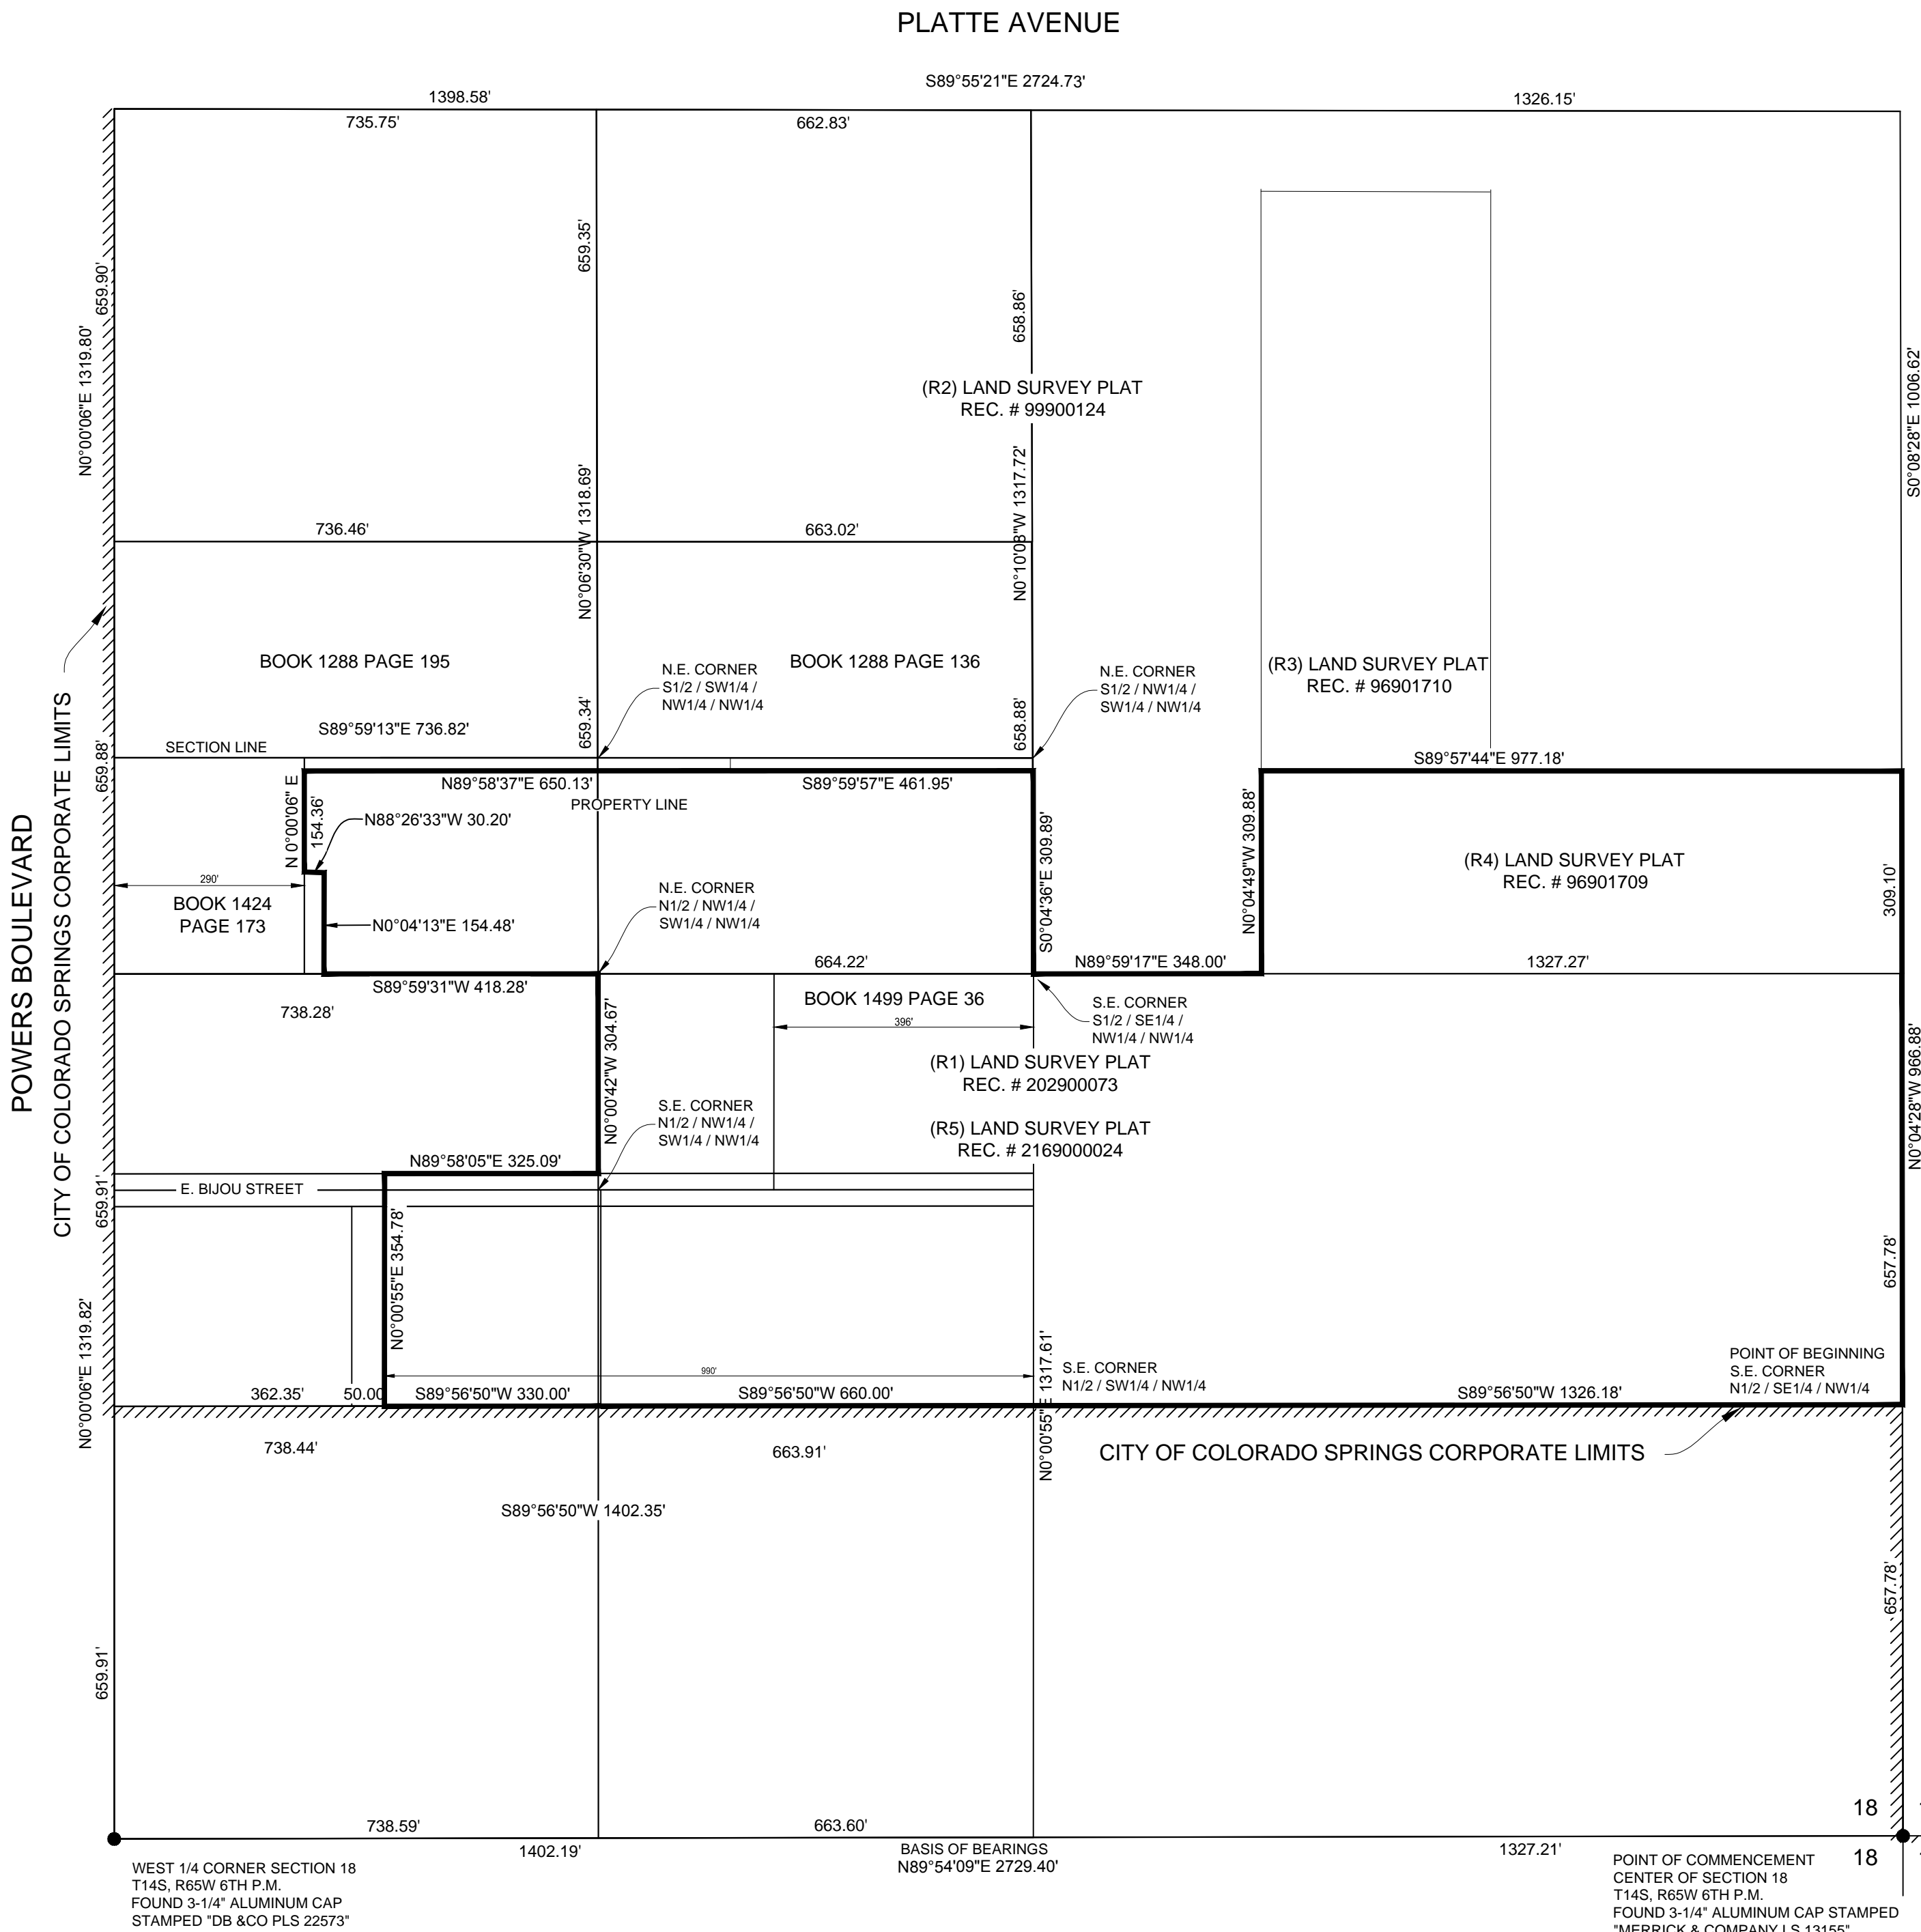 PLATTE AVENUE
S89°55'21"E 2724.73'
1398.58'
1326.15'
735.75'
662.83'
659.90'
N0°00'06"E 1319.80'
659.35'
658.86'
S0°08'28"E 1006.62'
(R2) LAND SURVEY PLAT
REC. # 99900124
N0°06'30"W 1318.69'
N0°10'08"W 1317.72'
736.46'
663.02'
BOOK 1288 PAGE 195
BOOK 1288 PAGE 136
N.E. CORNER
S1/2 / SW1/4 /
NW1/4 / NW1/4
N.E. CORNER
S1/2 / NW1/4 /
SW1/4 / NW1/4
(R3) LAND SURVEY PLAT
REC. # 96901710
659.34'
658.88'
S89°59'13"E 736.82'
SECTION LINE
659.88'
S89°57'44"E 977.18'
N89°58'37"E 650.13'
S89°59'57"E 461.95'
PROPERTY LINE
N 0°00'06" E
154.36'
N88°26'33"W 30.20'
290'
BOOK 1424
PAGE 173
N0°04'13"E 154.48'
N.E. CORNER
N1/2 / NW1/4 /
SW1/4 / NW1/4
S0°04'36"E 309.89'
N0°04'49"W 309.88'
(R4) LAND SURVEY PLAT
REC. # 96901709
309.10'
POWERS BOULEVARD
CITY OF COLORADO SPRINGS CORPORATE LIMITS
664.22'
N89°59'17"E 348.00'
1327.27'
S89°59'31"W 418.28'
738.28'
BOOK 1499 PAGE 36
396'
S.E. CORNER
S1/2 / SE1/4 /
NW1/4 / NW1/4
N0°00'42"W 304.67'
(R1) LAND SURVEY PLAT
REC. # 202900073
S.E. CORNER
N1/2 / NW1/4 /
SW1/4 / NW1/4
(R5) LAND SURVEY PLAT
REC. # 2169000024
N0°04'28"W 966.88'
N89°58'05"E 325.09'
E. BIJOU STREET
659.91'
N0°00'55"E 354.78'
657.78'
N0°00'06"E 1319.82'
990'
N0°00'55"E 1317.61'
S.E. CORNER
N1/2 / SW1/4 / NW1/4
POINT OF BEGINNING
S.E. CORNER
N1/2 / SE1/4 / NW1/4
362.35'
50.00
S89°56'50"W 330.00'
S89°56'50"W 660.00'
S89°56'50"W 1326.18'
738.44'
663.91'
CITY OF COLORADO SPRINGS CORPORATE LIMITS
S89°56'50"W 1402.35'
657.78'
659.91'
18
738.59'
663.60'
1402.19'
BASIS OF BEARINGS
N89°54'09"E 2729.40'
1327.21'
18
WEST 1/4 CORNER SECTION 18
T14S, R65W 6TH P.M.
FOUND 3-1/4" ALUMINUM CAP
STAMPED "DB &CO PLS 22573"
POINT OF COMMENCEMENT
CENTER OF SECTION 18
T14S, R65W 6TH P.M.
FOUND 3-1/4" ALUMINUM CAP STAMPED
"MERRICK & COMPANY LS 13155"